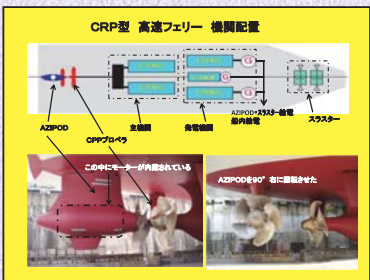 CRP型 高速フェリー 機関配置
AZIPOD
CPPプロペラ
主機関
発電機関
AZIPOD・スラスター給電
船内給電
スラスター
G
G
G
この中にモーターが内蔵されている
AZIPODを90°右に回転させた